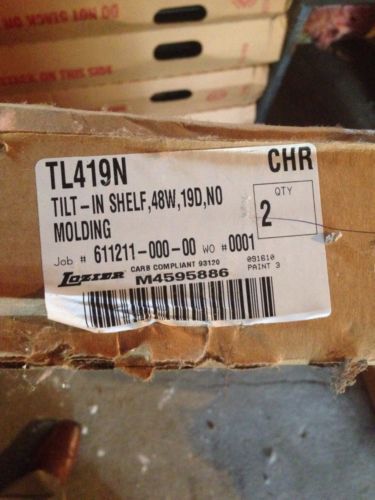 DO NOT STACK ON
TL419N CHR
TILT-IN SHELF,48W,19D,NO
MOLDING
QTY
2
Job # 611211-000-00 WO #0001
LOZIER CARB COMPLIANT 93120 091610
M4595886 PAINT 3